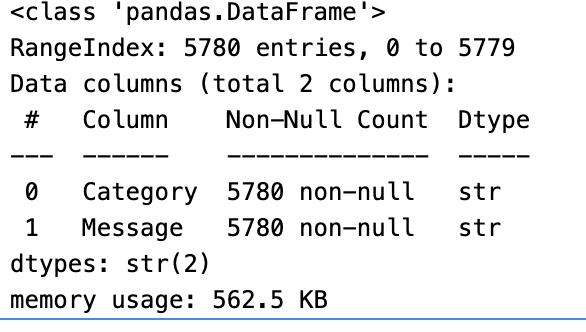 <class 'pandas.DataFrame'>
RangeIndex: 5780 entries, 0 to 5779
Data columns (total 2 columns):
 #   Column    Non-Null Count  Dtype
---  ------    --------------  -----
 0   Category  5780 non-null   str
 1   Message   5780 non-null   str
dtypes: str(2)
memory usage: 562.5 KB